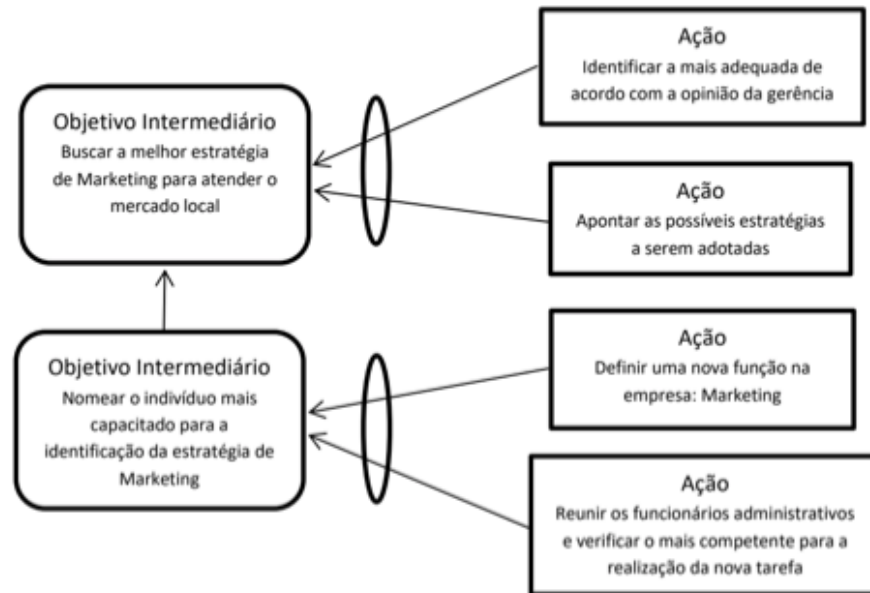 Ação
Identificar a mais adequada de
acordo com a opinião da gerência
Objetivo Intermediário
Buscar a melhor estratégia
de Marketing para atender o
mercado local
Ação
Apontar as possíveis estratégias
a serem adotadas
Ação
Definir uma nova função na
empresa: Marketing
Objetivo Intermediário
Nomear o indivíduo mais
capacitado para a
identificação da estratégia de
Marketing
Ação
Reunir os funcionários administrativos
e verificar o mais competente para a
realização da nova tarefa